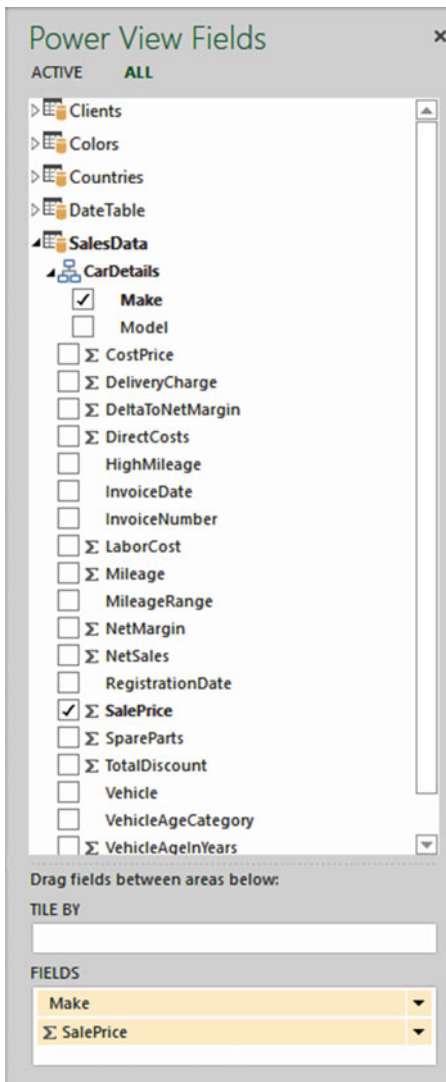 Power View Fields
ACTIVE ALL
Clients
Colors
Countries
DateTable
SalesData
CarDetails
Make
Model
Σ CostPrice
Σ DeliveryCharge
Σ DeltaToNetMargin
Σ DirectCosts
HighMileage
InvoiceDate
InvoiceNumber
Σ LaborCost
Σ Mileage
MileageRange
Σ NetMargin
Σ NetSales
RegistrationDate
Σ SalePrice
Σ SpareParts
Σ TotalDiscount
Vehicle
VehicleAgeCategory
Σ VehicleAgeInYears
Drag fields between areas below:
TILE BY
FIELDS
Make
Σ SalePrice